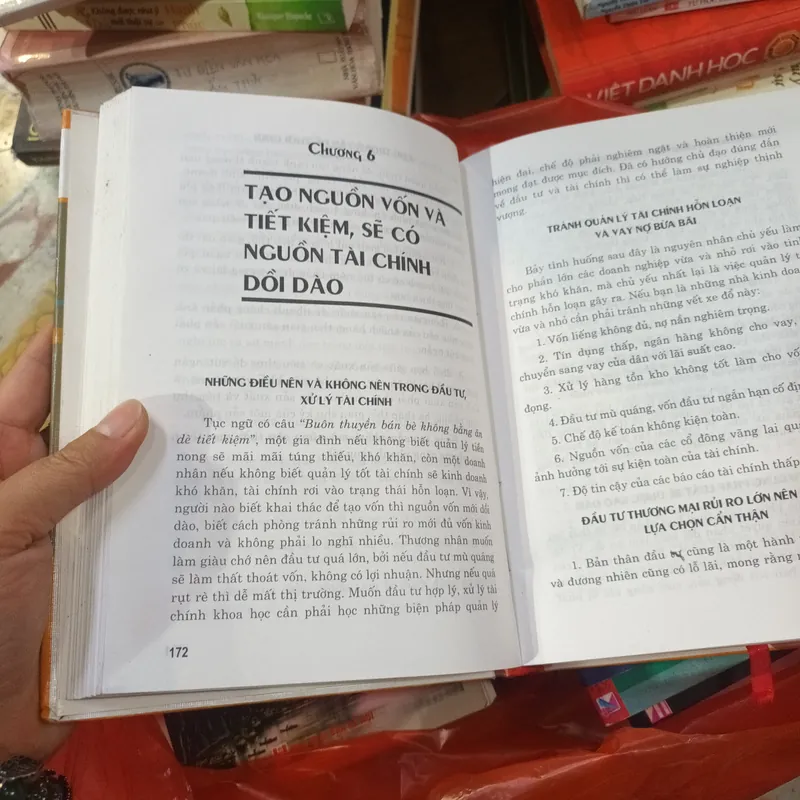 VIỆT DANH HỌC
Chương 6
TẠO NGUỒN VỐN VÀ
TIẾT KIỆM, SẼ CÓ
NGUỒN TÀI CHÍNH
DỒI DÀO
NHỮNG ĐIỀU NÊN VÀ KHÔNG NÊN TRONG ĐẦU TƯ,
XỬ LÝ TÀI CHÍNH
Tục ngữ có câu "Buôn thuyền bán bè không bằng ăn
dè tiết kiệm", một gia đình nếu không biết quản lý tiền
nong sẽ mãi mãi túng thiếu, khó khăn, còn một doanh
nhân nếu không biết quản lý tốt tài chính sẽ kinh doanh
khó khăn, tài chính rơi vào trạng thái hỗn loạn. Vì vậy,
người nào biết khai thác để tạo vốn thì nguồn vốn mới dồi
dào, biết cách phòng tránh những rủi ro mới đủ vốn kinh
doanh và không phải lo nghĩ nhiều. Thương nhân muốn
làm giàu chớ nên đầu tư quá lớn, bởi nếu đầu tư mù quáng
sẽ làm thất thoát vốn, không có lợi nhuận. Nhưng nếu quá
rụt rè thì dễ mất thị trường. Muốn đầu tư hợp lý, xử lý tài
chính khoa học cần phải học những biện pháp quản lý
172
hiện đại, chế độ phải nghiêm ngặt và hoàn thiện mới
mong đạt được mục đích. Đã có hướng chỉ đạo đúng đắn
về đầu tư và tài chính thì có thể làm sự nghiệp thịnh
vượng.
TRÁNH QUẢN LÝ TÀI CHÍNH HỖN LOẠN
VÀ VAY NỢ BỪA BÃI
Bảy tình huống sau đây là nguyên nhân chủ yếu làm
cho phần lớn các doanh nghiệp vừa và nhỏ rơi vào tình
trạng khó khăn, mà chủ yếu nhất lại là việc quản lý t
chính hỗn loạn gây ra. Nếu bạn là những nhà kinh doan
vừa và nhỏ cần phải tránh những vết xe đổ này:
1. Vốn liếng không đủ, nợ nần nghiêm trọng.
2. Tín dụng thấp, ngân hàng không cho vay,
chuyển sang vay của dân với lãi suất cao.
3. Xử lý hàng tồn kho không tốt làm cho vốn
đọng.
4. Đầu tư mù quáng, vốn đầu tư ngắn hạn cố địn
5. Chế độ kế toán không kiện toàn.
6. Nguồn vốn của các cổ đông vãng lai quá
ảnh hưởng tới sự kiện toàn của tài chính.
7. Độ tin cậy của các báo cáo tài chính thấp
ĐẦU TƯ THƯƠNG MẠI RỦI RO LỚN NÊN
LỰA CHỌN CẨN THẬN
1. Bản thân đầu tư cũng là một hành
và đương nhiên cũng có lỗ lãi, mong rằng